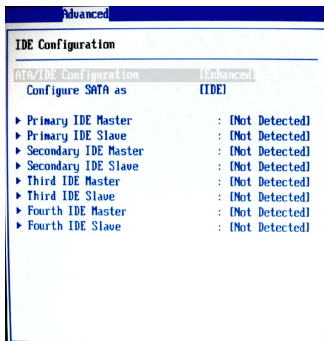 Advanced
IDE Configuration
ATA/IDE Configuration [Enhanced]
Configure SATA as [IDE]
Primary IDE Master : [Not Detected]
Primary IDE Slave : [Not Detected]
Secondary IDE Master : [Not Detected]
Secondary IDE Slave : [Not Detected]
Third IDE Master : [Not Detected]
Third IDE Slave : [Not Detected]
Fourth IDE Master : [Not Detected]
Fourth IDE Slave : [Not Detected]